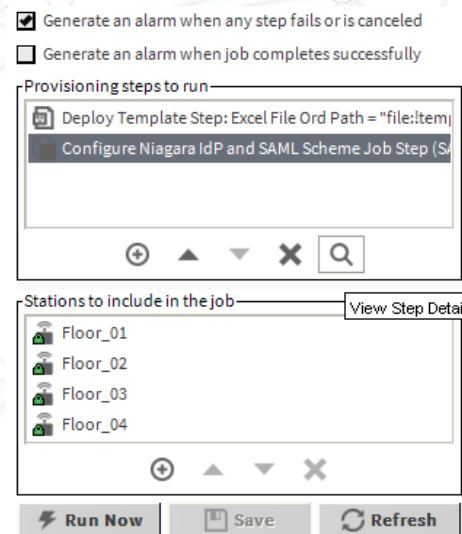 Generate an alarm when any step fails or is canceled
Generate an alarm when job completes successfully
Provisioning steps to run
Deploy Template Step: Excel File Ord Path = "file:!temp
Configure Niagara IdP and SAML Scheme Job Step (SA
View Step Detai
Stations to include in the job
Floor_01
Floor_02
Floor_03
Floor_04
Run Now
Save
Refresh